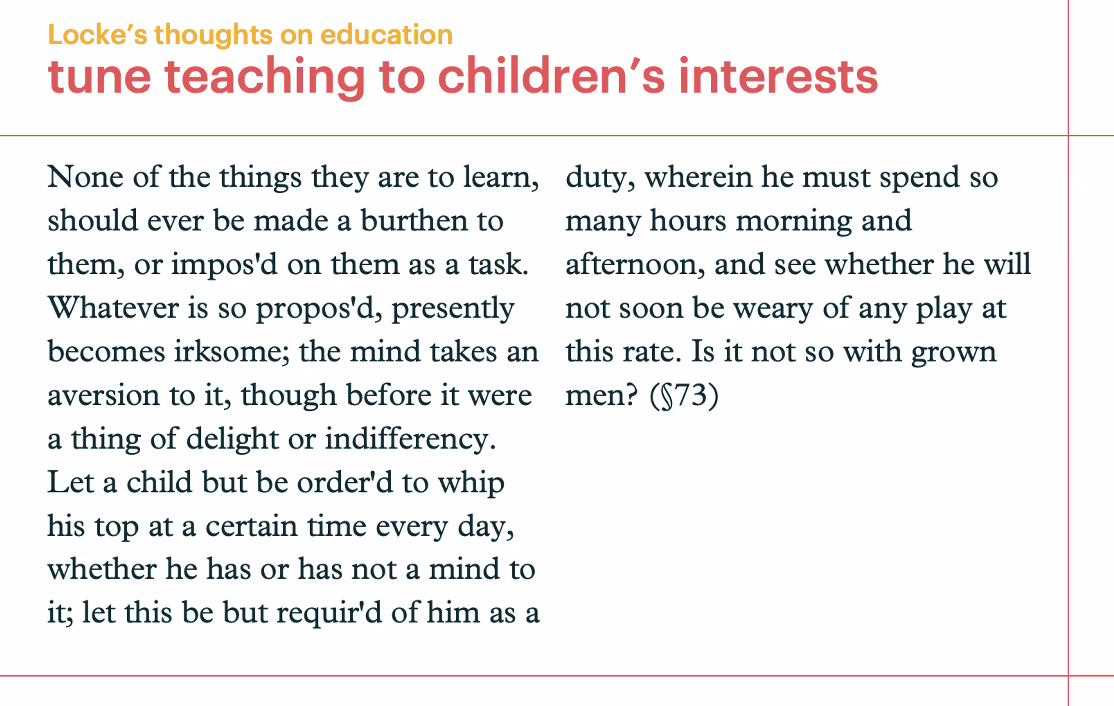 Locke’s thoughts on education
tune teaching to children’s interests
None of the things they are to learn,
should ever be made a burthen to
them, or impos'd on them as a task.
Whatever is so propos'd, presently
becomes irksome; the mind takes an
aversion to it, though before it were
a thing of delight or indifferency.
Let a child but be order'd to whip
his top at a certain time every day,
whether he has or has not a mind to
it; let this be but requir'd of him as a
duty, wherein he must spend so
many hours morning and
afternoon, and see whether he will
not soon be weary of any play at
this rate. Is it not so with grown
men? (§73)